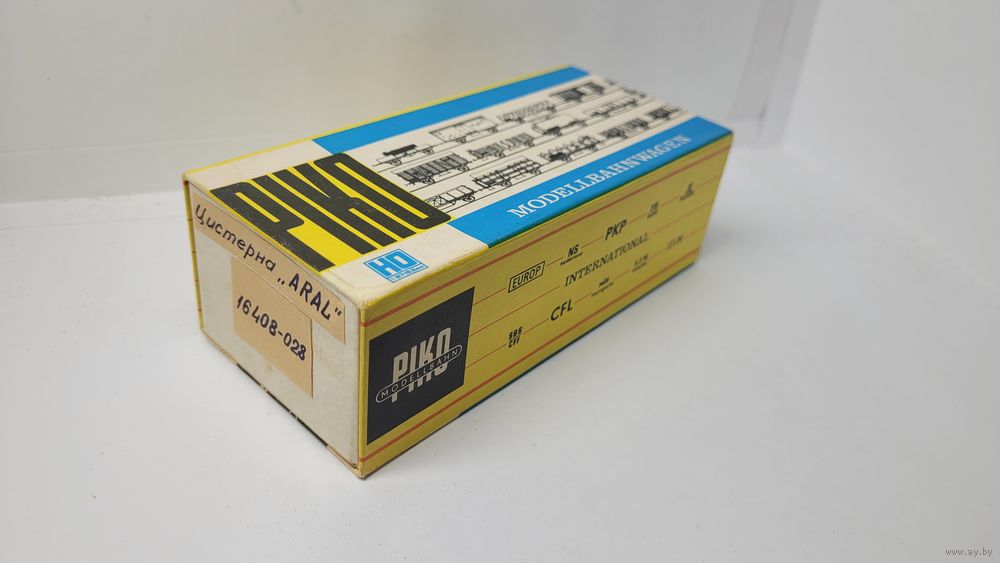 PIKO
HO
MODELLBAHNWAGEN
Цистерна „ARAL”
16408-028
PIKO
MODELLBAHN
EUROP
NS
PKP
INTERNATIONAL
SBB
CFF
CFL
www.ay.by